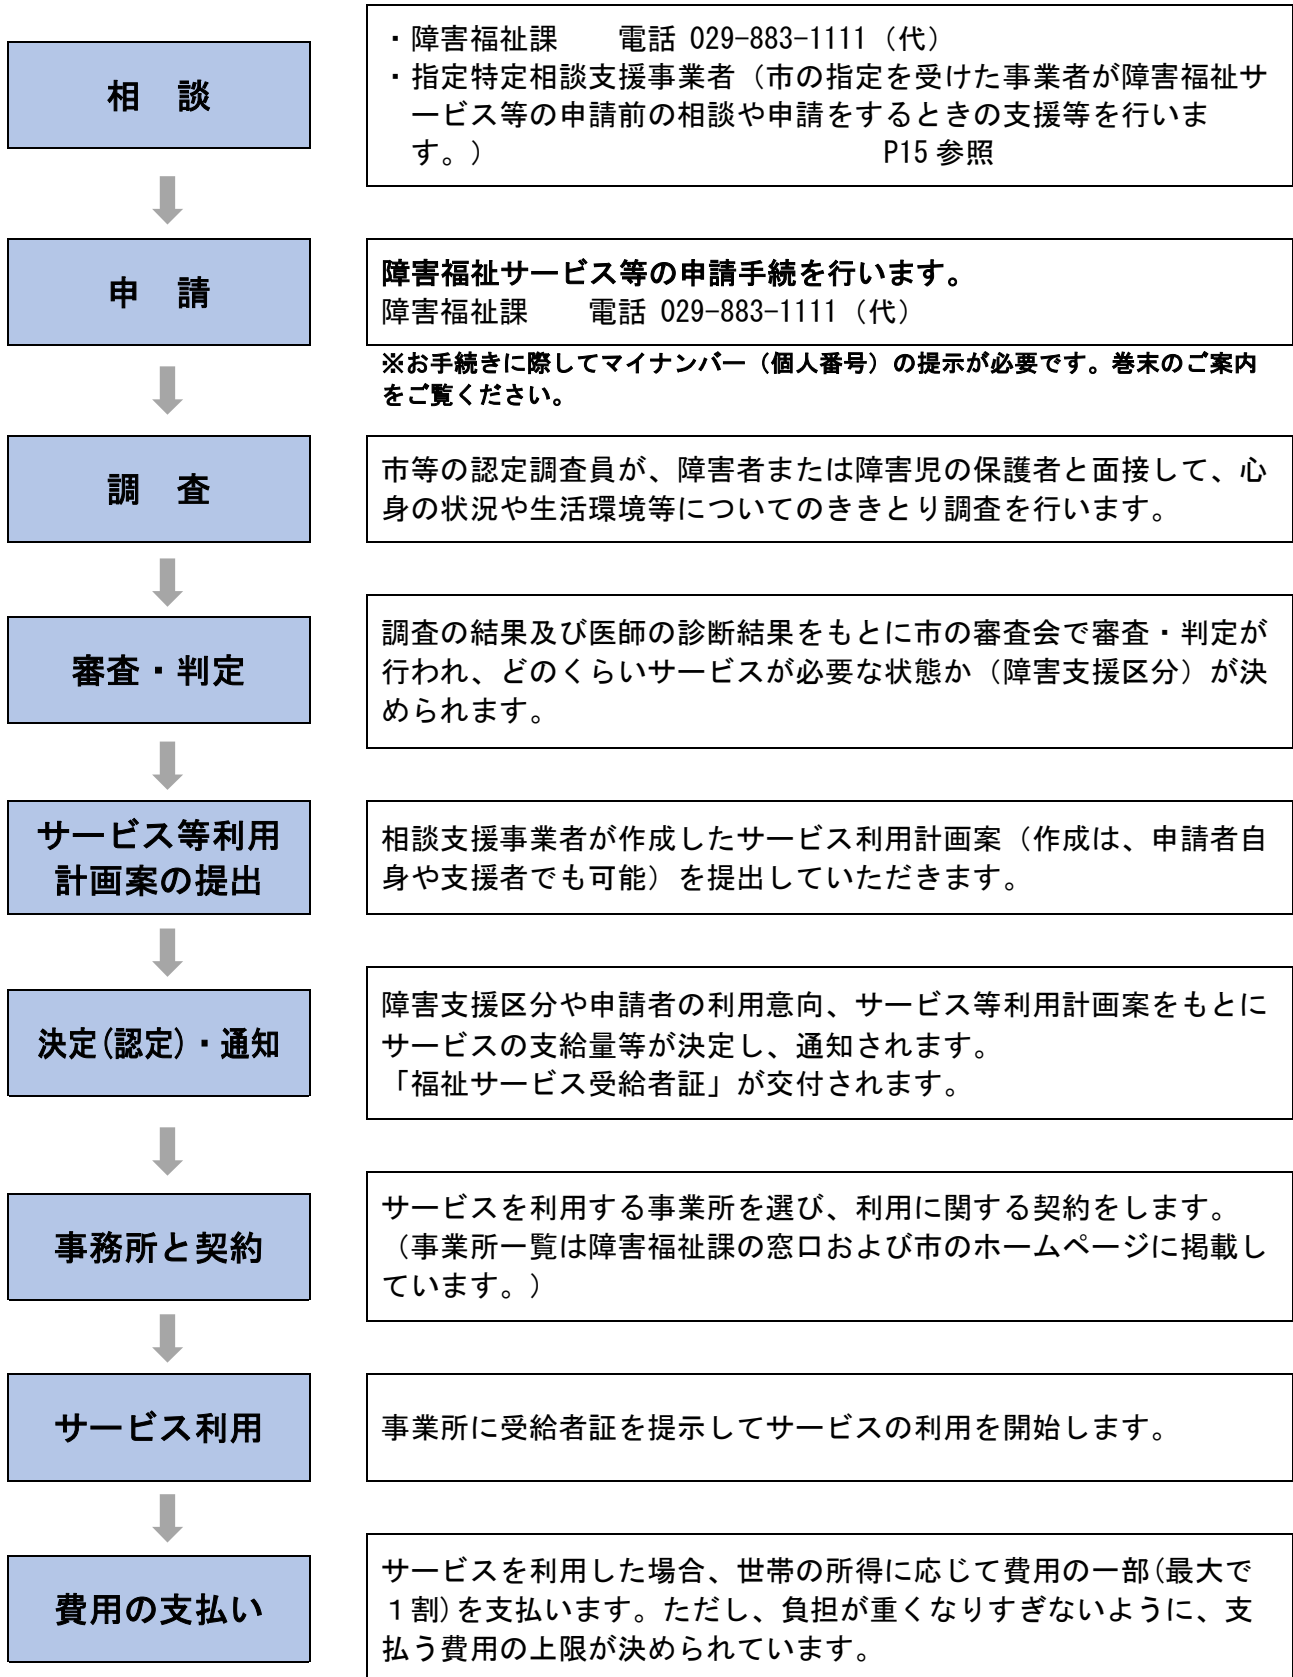 相　談
・障害福祉課　　電話 029-883-1111（代）
・指定特定相談支援事業者（市の指定を受けた事業者が障害福祉サ
ービス等の申請前の相談や申請をするときの支援等を行いま
す。）　　　　　　　　　　　　　P15 参照
申　請
障害福祉サービス等の申請手続を行います。
障害福祉課　　電話 029-883-1111（代）
※お手続きに際してマイナンバー（個人番号）の提示が必要です。巻末のご案内
をご覧ください。
調　査
市等の認定調査員が、障害者または障害児の保護者と面接して、心
身の状況や生活環境等についてのききとり調査を行います。
審査・判定
調査の結果及び医師の診断結果をもとに市の審査会で審査・判定が
行われ、どのくらいサービスが必要な状態か（障害支援区分）が決
められます。
サービス等利用
計画案の提出
相談支援事業者が作成したサービス利用計画案（作成は、申請者自
身や支援者でも可能）を提出していただきます。
決定(認定)・通知
障害支援区分や申請者の利用意向、サービス等利用計画案をもとに
サービスの支給量等が決定し、通知されます。
「福祉サービス受給者証」が交付されます。
事務所と契約
サービスを利用する事業所を選び、利用に関する契約をします。
（事業所一覧は障害福祉課の窓口および市のホームページに掲載し
ています。）
サービス利用
事業所に受給者証を提示してサービスの利用を開始します。
費用の支払い
サービスを利用した場合、世帯の所得に応じて費用の一部(最大で
１割)を支払います。ただし、負担が重くなりすぎないように、支
払う費用の上限が決められています。